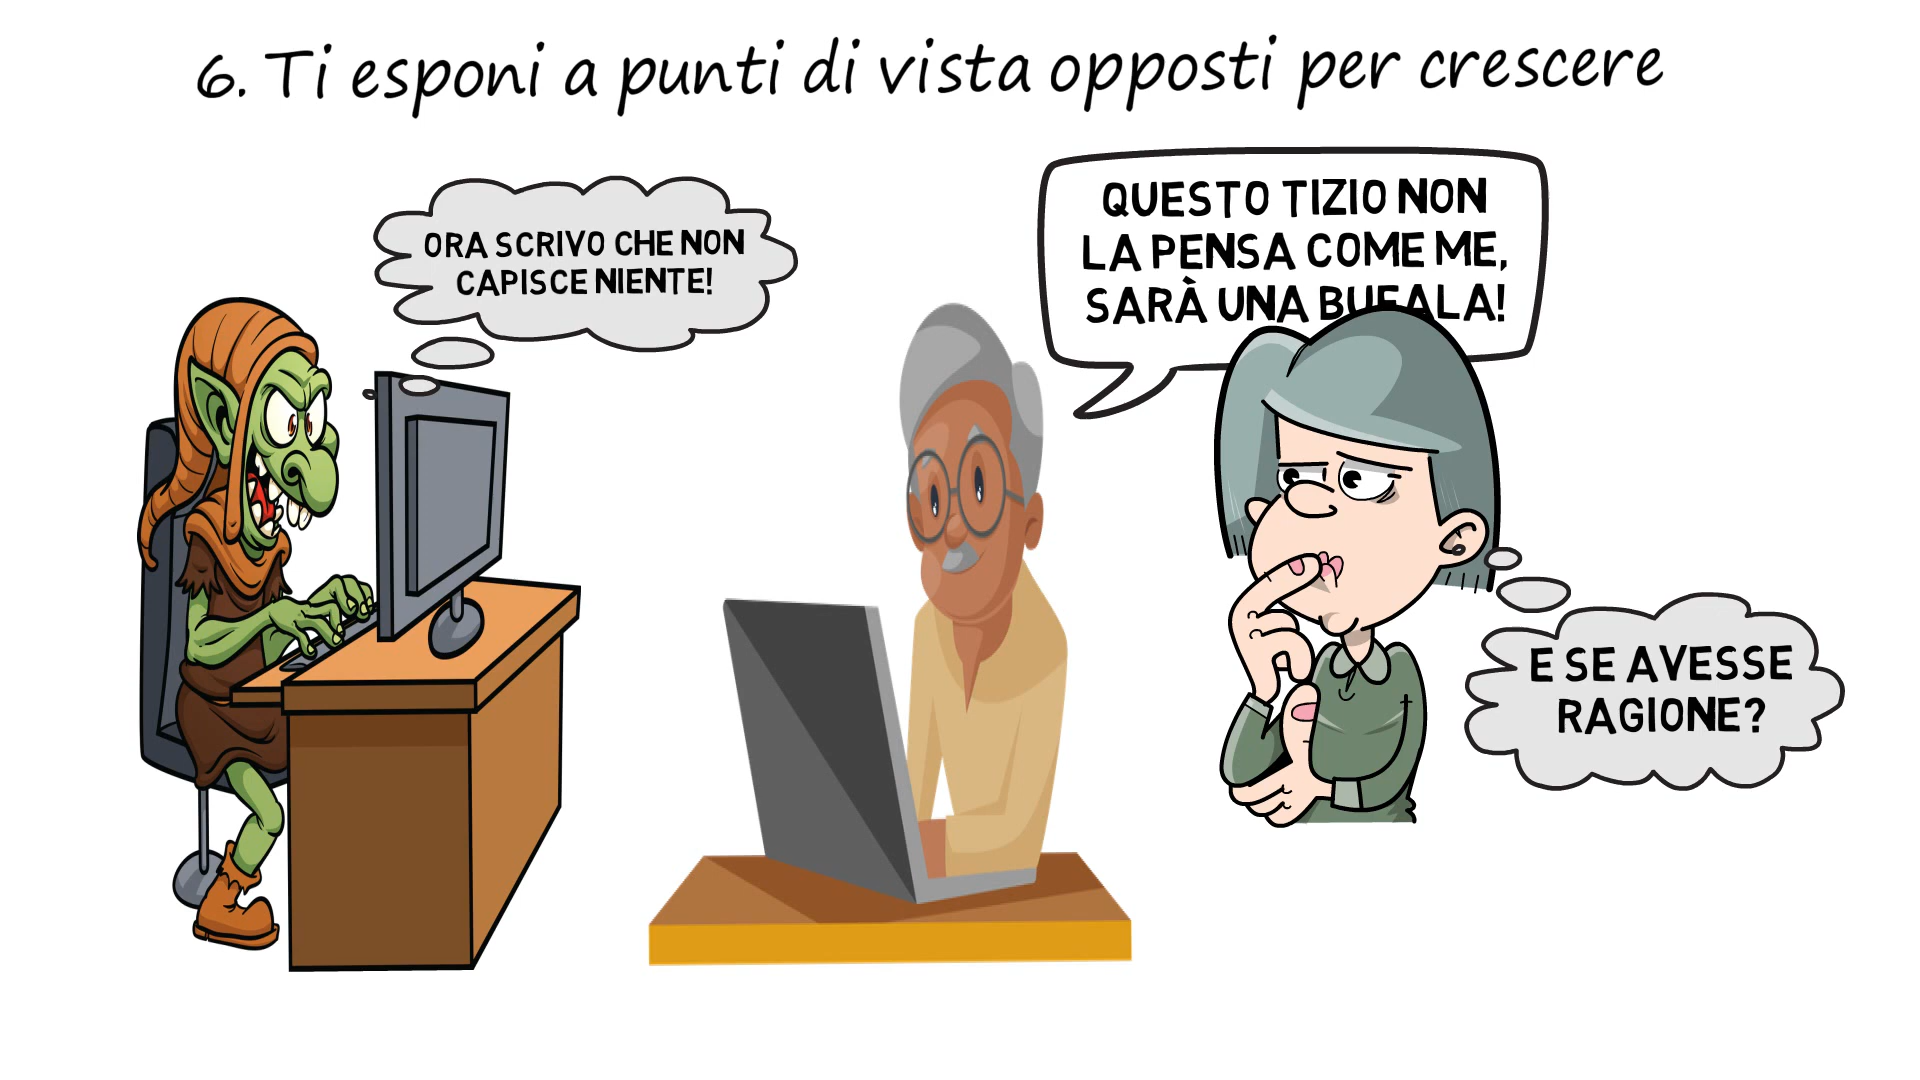 6. Ti esponi a punti di vista opposti per crescere
ORA SCRIVO CHE NON
CAPISCE NIENTE!
QUESTO TIZIO NON
LA PENSA COME ME,
SARÀ UNA BUFALA!
E SE AVESSE
RAGIONE?